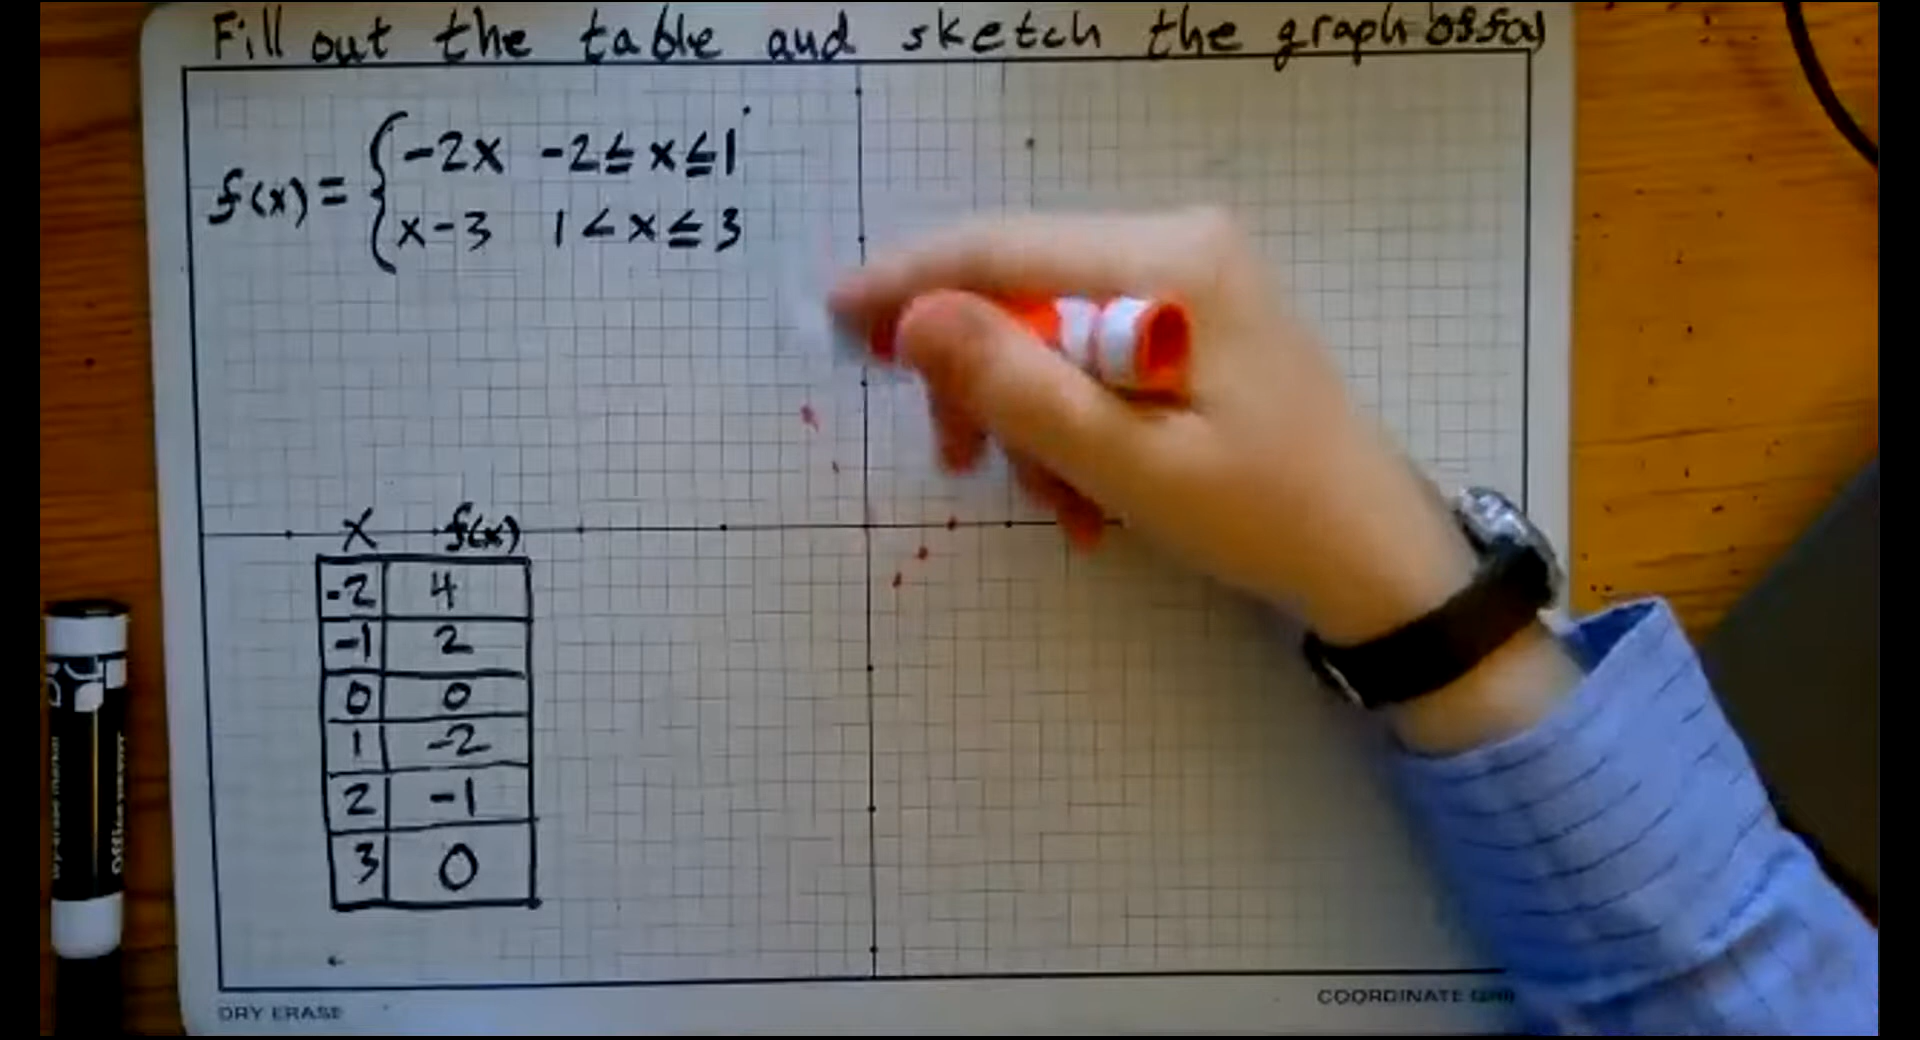 Fill out the table and sketch the graph of f(x)
f(x) = { -2x -2 ≤ x ≤ 1
x-3 1 < x ≤ 3
x f(x)
-2 4
-1 2
0 0
1 -2
2 -1
3 0
DRY ERASE
COORDINATE